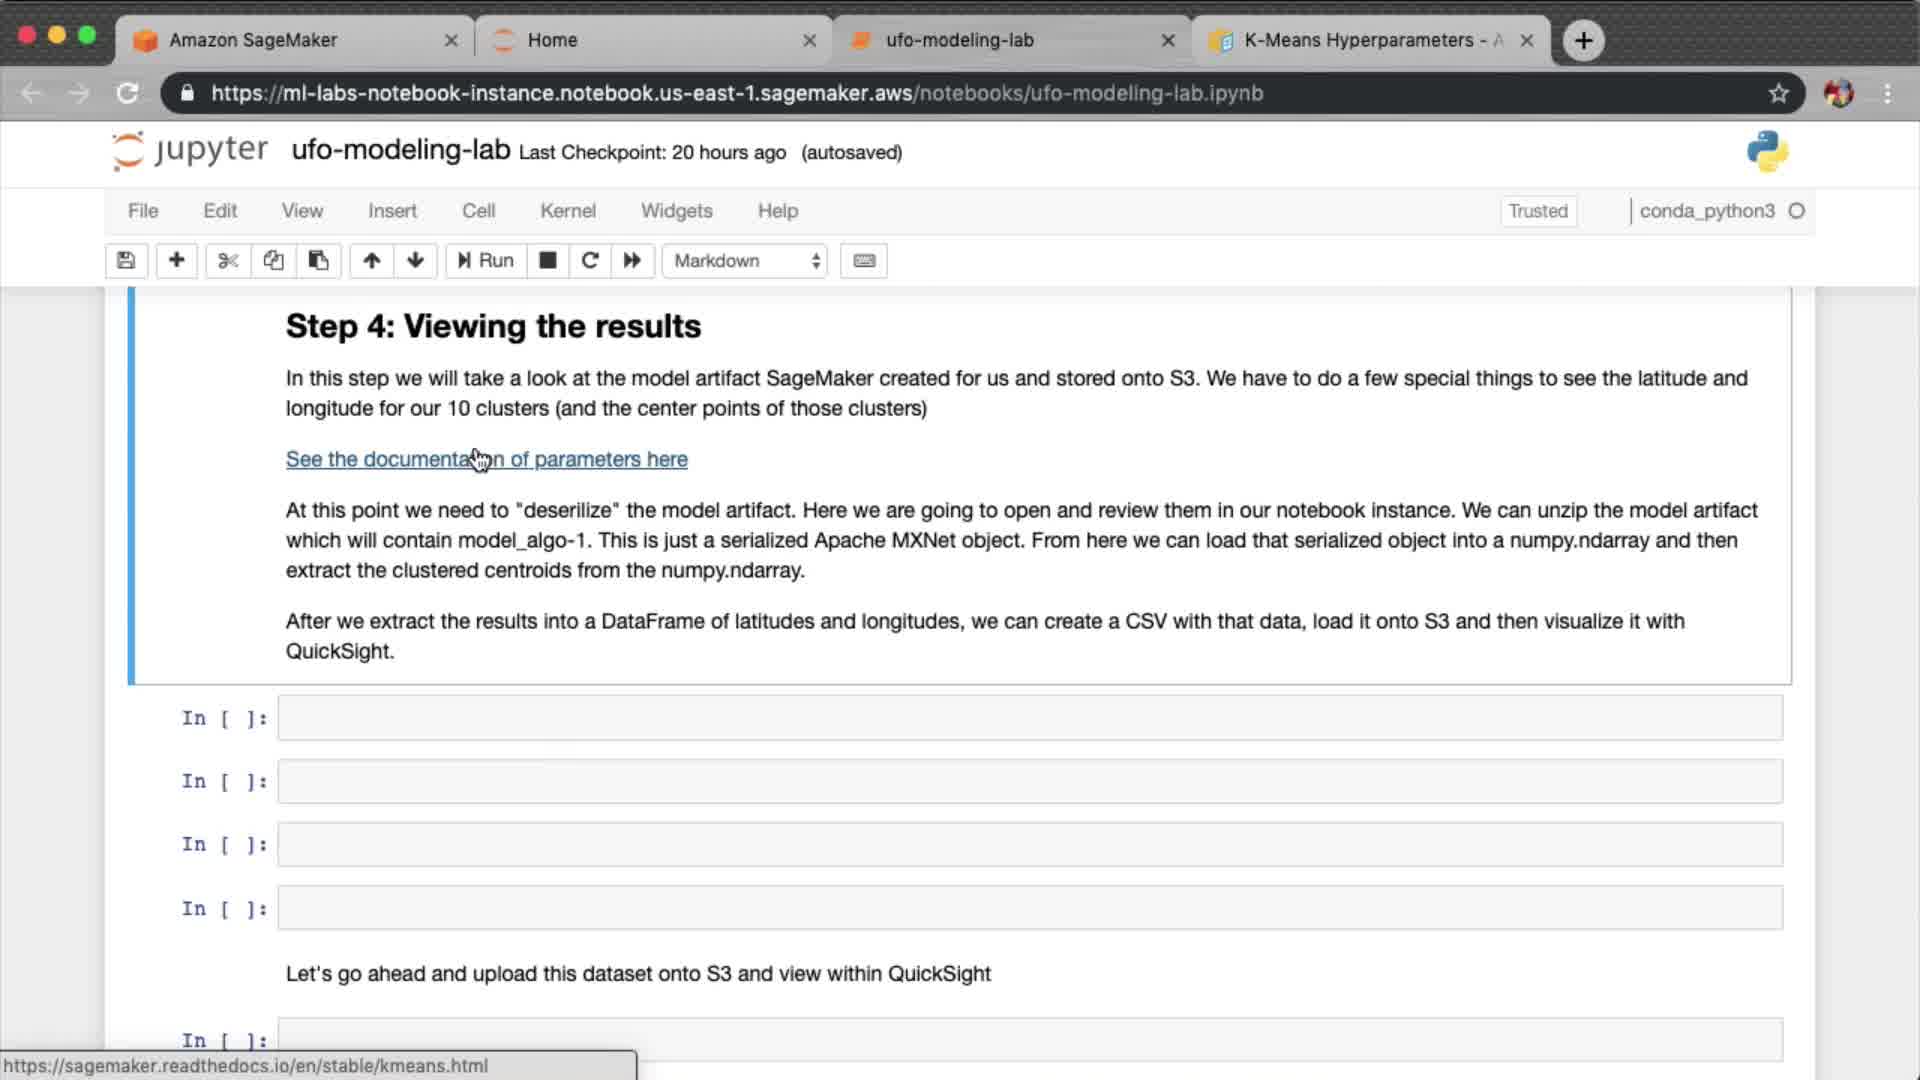 Amazon SageMaker
Home
ufo-modeling-lab
K-Means Hyperparameters - A
https://ml-labs-notebook-instance.notebook.us-east-1.sagemaker.aws/notebooks/ufo-modeling-lab.ipynb
jupyter ufo-modeling-lab Last Checkpoint: 20 hours ago (autosaved)
File Edit View Insert Cell Kernel Widgets Help Trusted conda_python3
Run Markdown
Step 4: Viewing the results
In this step we will take a look at the model artifact SageMaker created for us and stored onto S3. We have to do a few special things to see the latitude and
longitude for our 10 clusters (and the center points of those clusters)
See the documentation of parameters here
At this point we need to "deserilize" the model artifact. Here we are going to open and review them in our notebook instance. We can unzip the model artifact
which will contain model_algo-1. This is just a serialized Apache MXNet object. From here we can load that serialized object into a numpy.ndarray and then
extract the clustered centroids from the numpy.ndarray.
After we extract the results into a DataFrame of latitudes and longitudes, we can create a CSV with that data, load it onto S3 and then visualize it with
QuickSight.
In [ ]:
In [ ]:
In [ ]:
In [ ]:
Let's go ahead and upload this dataset onto S3 and view within QuickSight
In [ ]:
https://sagemaker.readthedocs.io/en/stable/kmeans.html